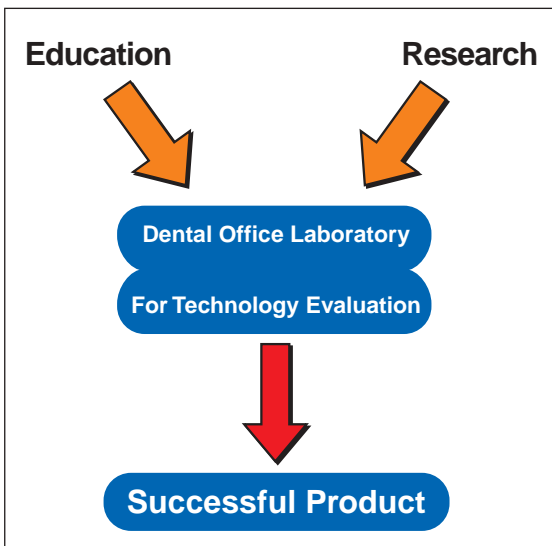 Education
Research
Dental Office Laboratory
For Technology Evaluation
Successful Product